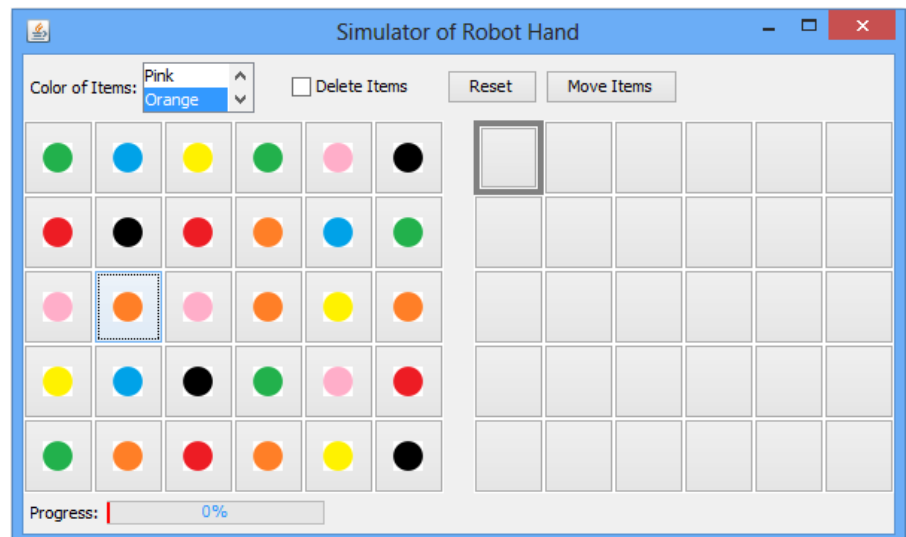 Simulator of Robot Hand
Color of Items: Pink
Orange
Delete Items
Reset
Move Items
Progress: 0%